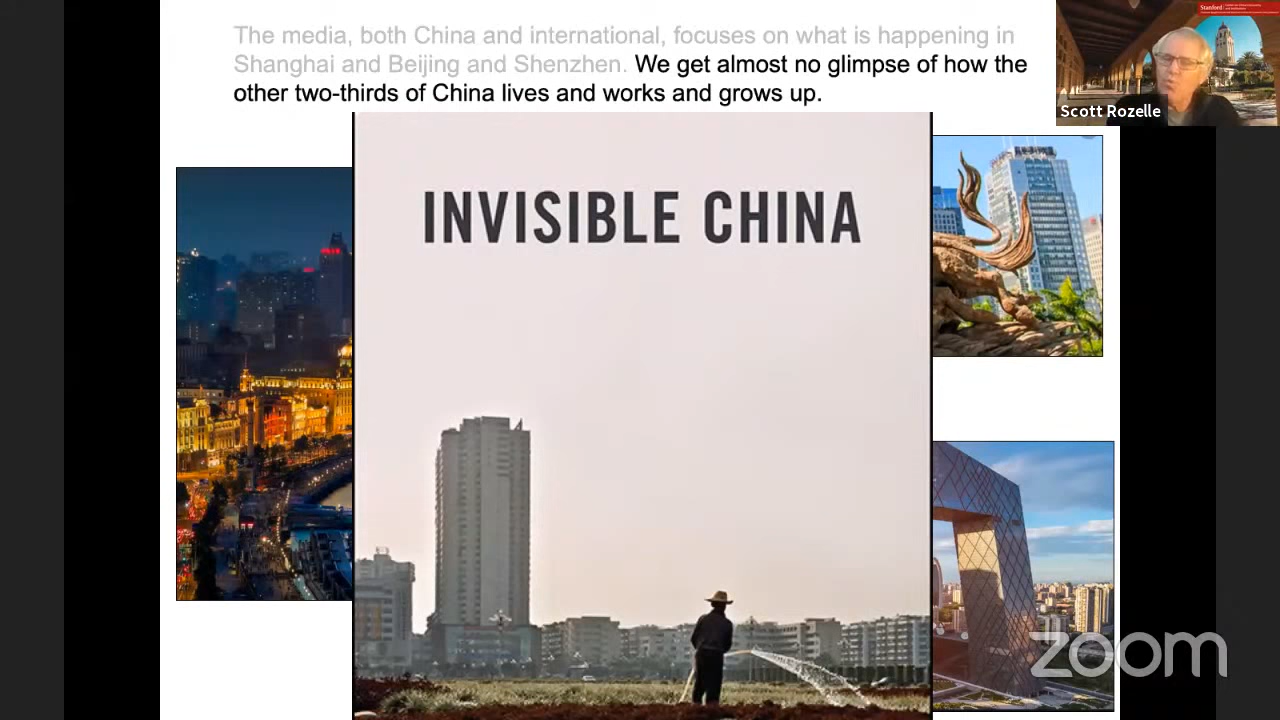 The media, both China and international, focuses on what is happening in
Shanghai and Beijing and Shenzhen. We get almost no glimpse of how the
other two-thirds of China lives and works and grows up.
Stanford
Scott Rozelle
INVISIBLE CHINA
zoom